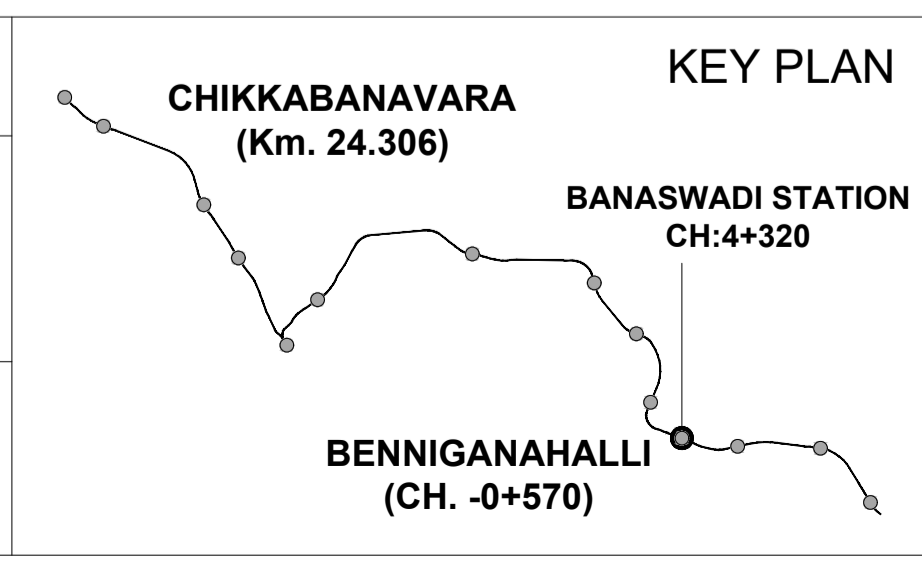 KEY PLAN
CHIKKABANAVARA
(Km. 24.306)
BANASWADI STATION
CH:4+320
BENNIGANAHALLI
(CH. -0+570)